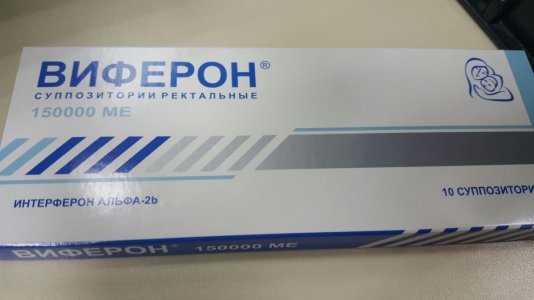 ВИФЕРОН®
СУППОЗИТОРИИ РЕКТАЛЬНЫЕ
150000 МЕ
ИНТЕРФЕРОН АЛЬФА-2b
10 СУППОЗИТОРИ
ВИФЕРОН® 150000 МЕ